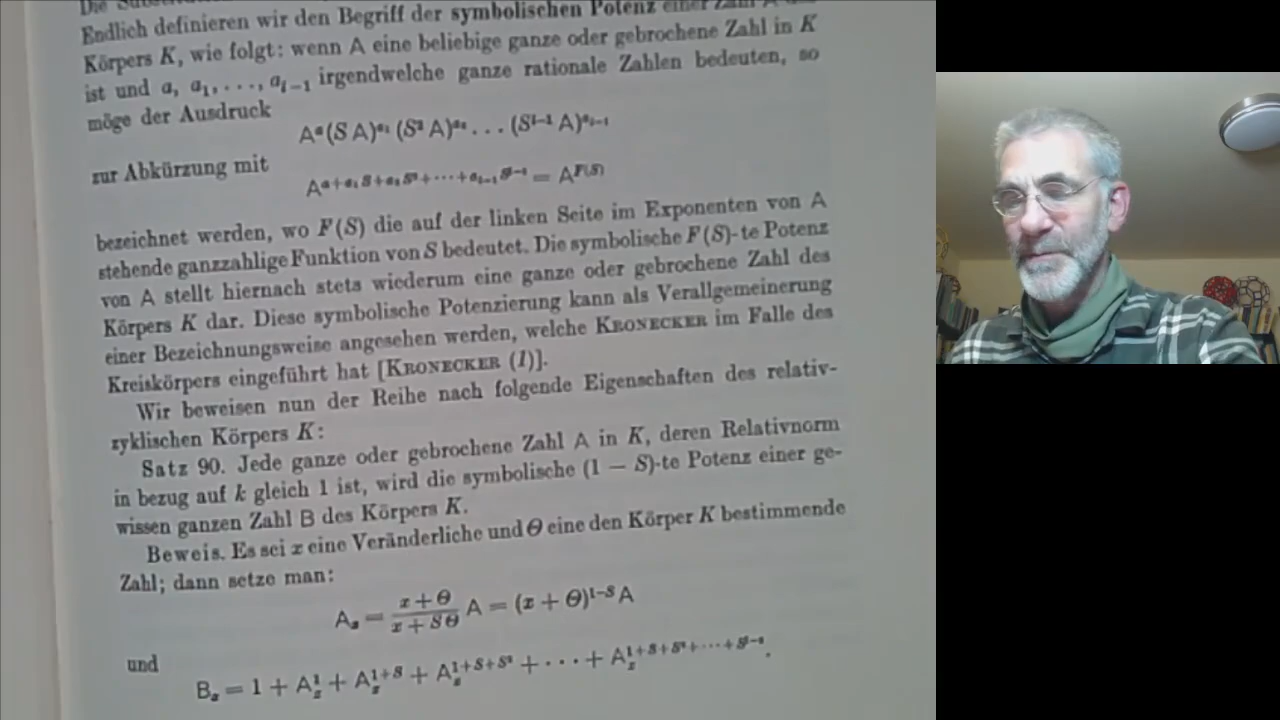 Endlich definieren wir den Begriff der symbolischen Potenz einer Zahl A des
Körpers K, wie folgt: wenn A eine beliebige ganze oder gebrochene Zahl in K
ist und a, a₁, . . ., a_{l−1} irgendwelche ganze rationale Zahlen bedeuten, so
möge der Ausdruck
A^a (S A)^{a₁} (S² A)^{a₂} . . . (S^{l−1} A)^{a_{l−1}}
zur Abkürzung mit
A^{a + a₁ S + a₂ S² + ··· + a_{l−1} S^{l−1}} = A^{F(S)}
bezeichnet werden, wo F(S) die auf der linken Seite im Exponenten von A
stehende ganzzahlige Funktion von S bedeutet. Die symbolische F(S)-te Potenz
von A stellt hiernach stets wiederum eine ganze oder gebrochene Zahl des
Körpers K dar. Diese symbolische Potenzierung kann als Verallgemeinerung
einer Bezeichnungsweise angesehen werden, welche KRONECKER im Falle des
Kreiskörpers eingeführt hat [KRONECKER (1)].
Wir beweisen nun der Reihe nach folgende Eigenschaften des relativ-
zyklischen Körpers K:
Satz 90. Jede ganze oder gebrochene Zahl A in K, deren Relativnorm
in bezug auf k gleich 1 ist, wird die symbolische (1 − S)-te Potenz einer ge-
wissen ganzen Zahl B des Körpers K.
Beweis. Es sei x eine Veränderliche und Θ eine den Körper K bestimmende
Zahl; dann setze man:
A_x = \frac{x + Θ}{x + SΘ} A = (x + Θ)^{1−S} A
und
B_x = 1 + A_x^1 + A_x^{1+S} + A_x^{1+S+S²} + ··· + A_x^{1+S+S²+···+S^{l−2}}.